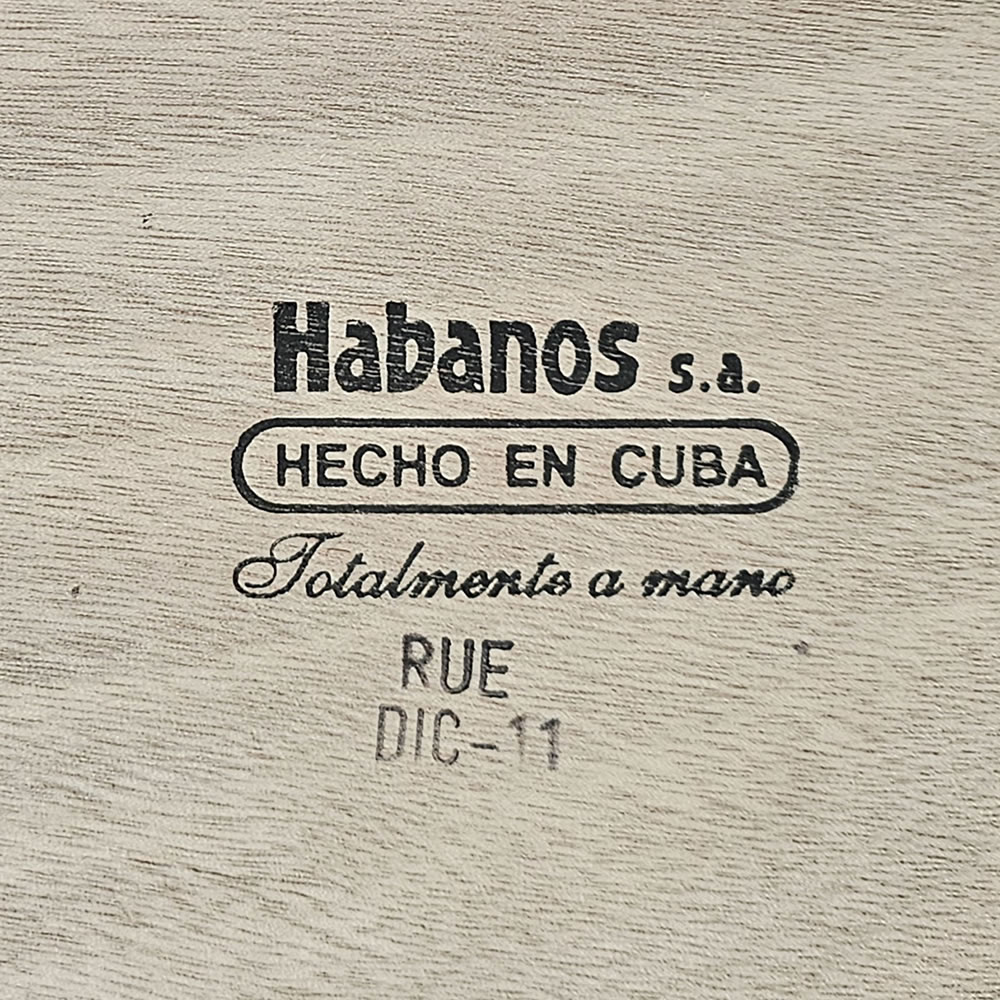 Habanos s.a.
HECHO EN CUBA
Totalmente a mano
RUE
DIC-11